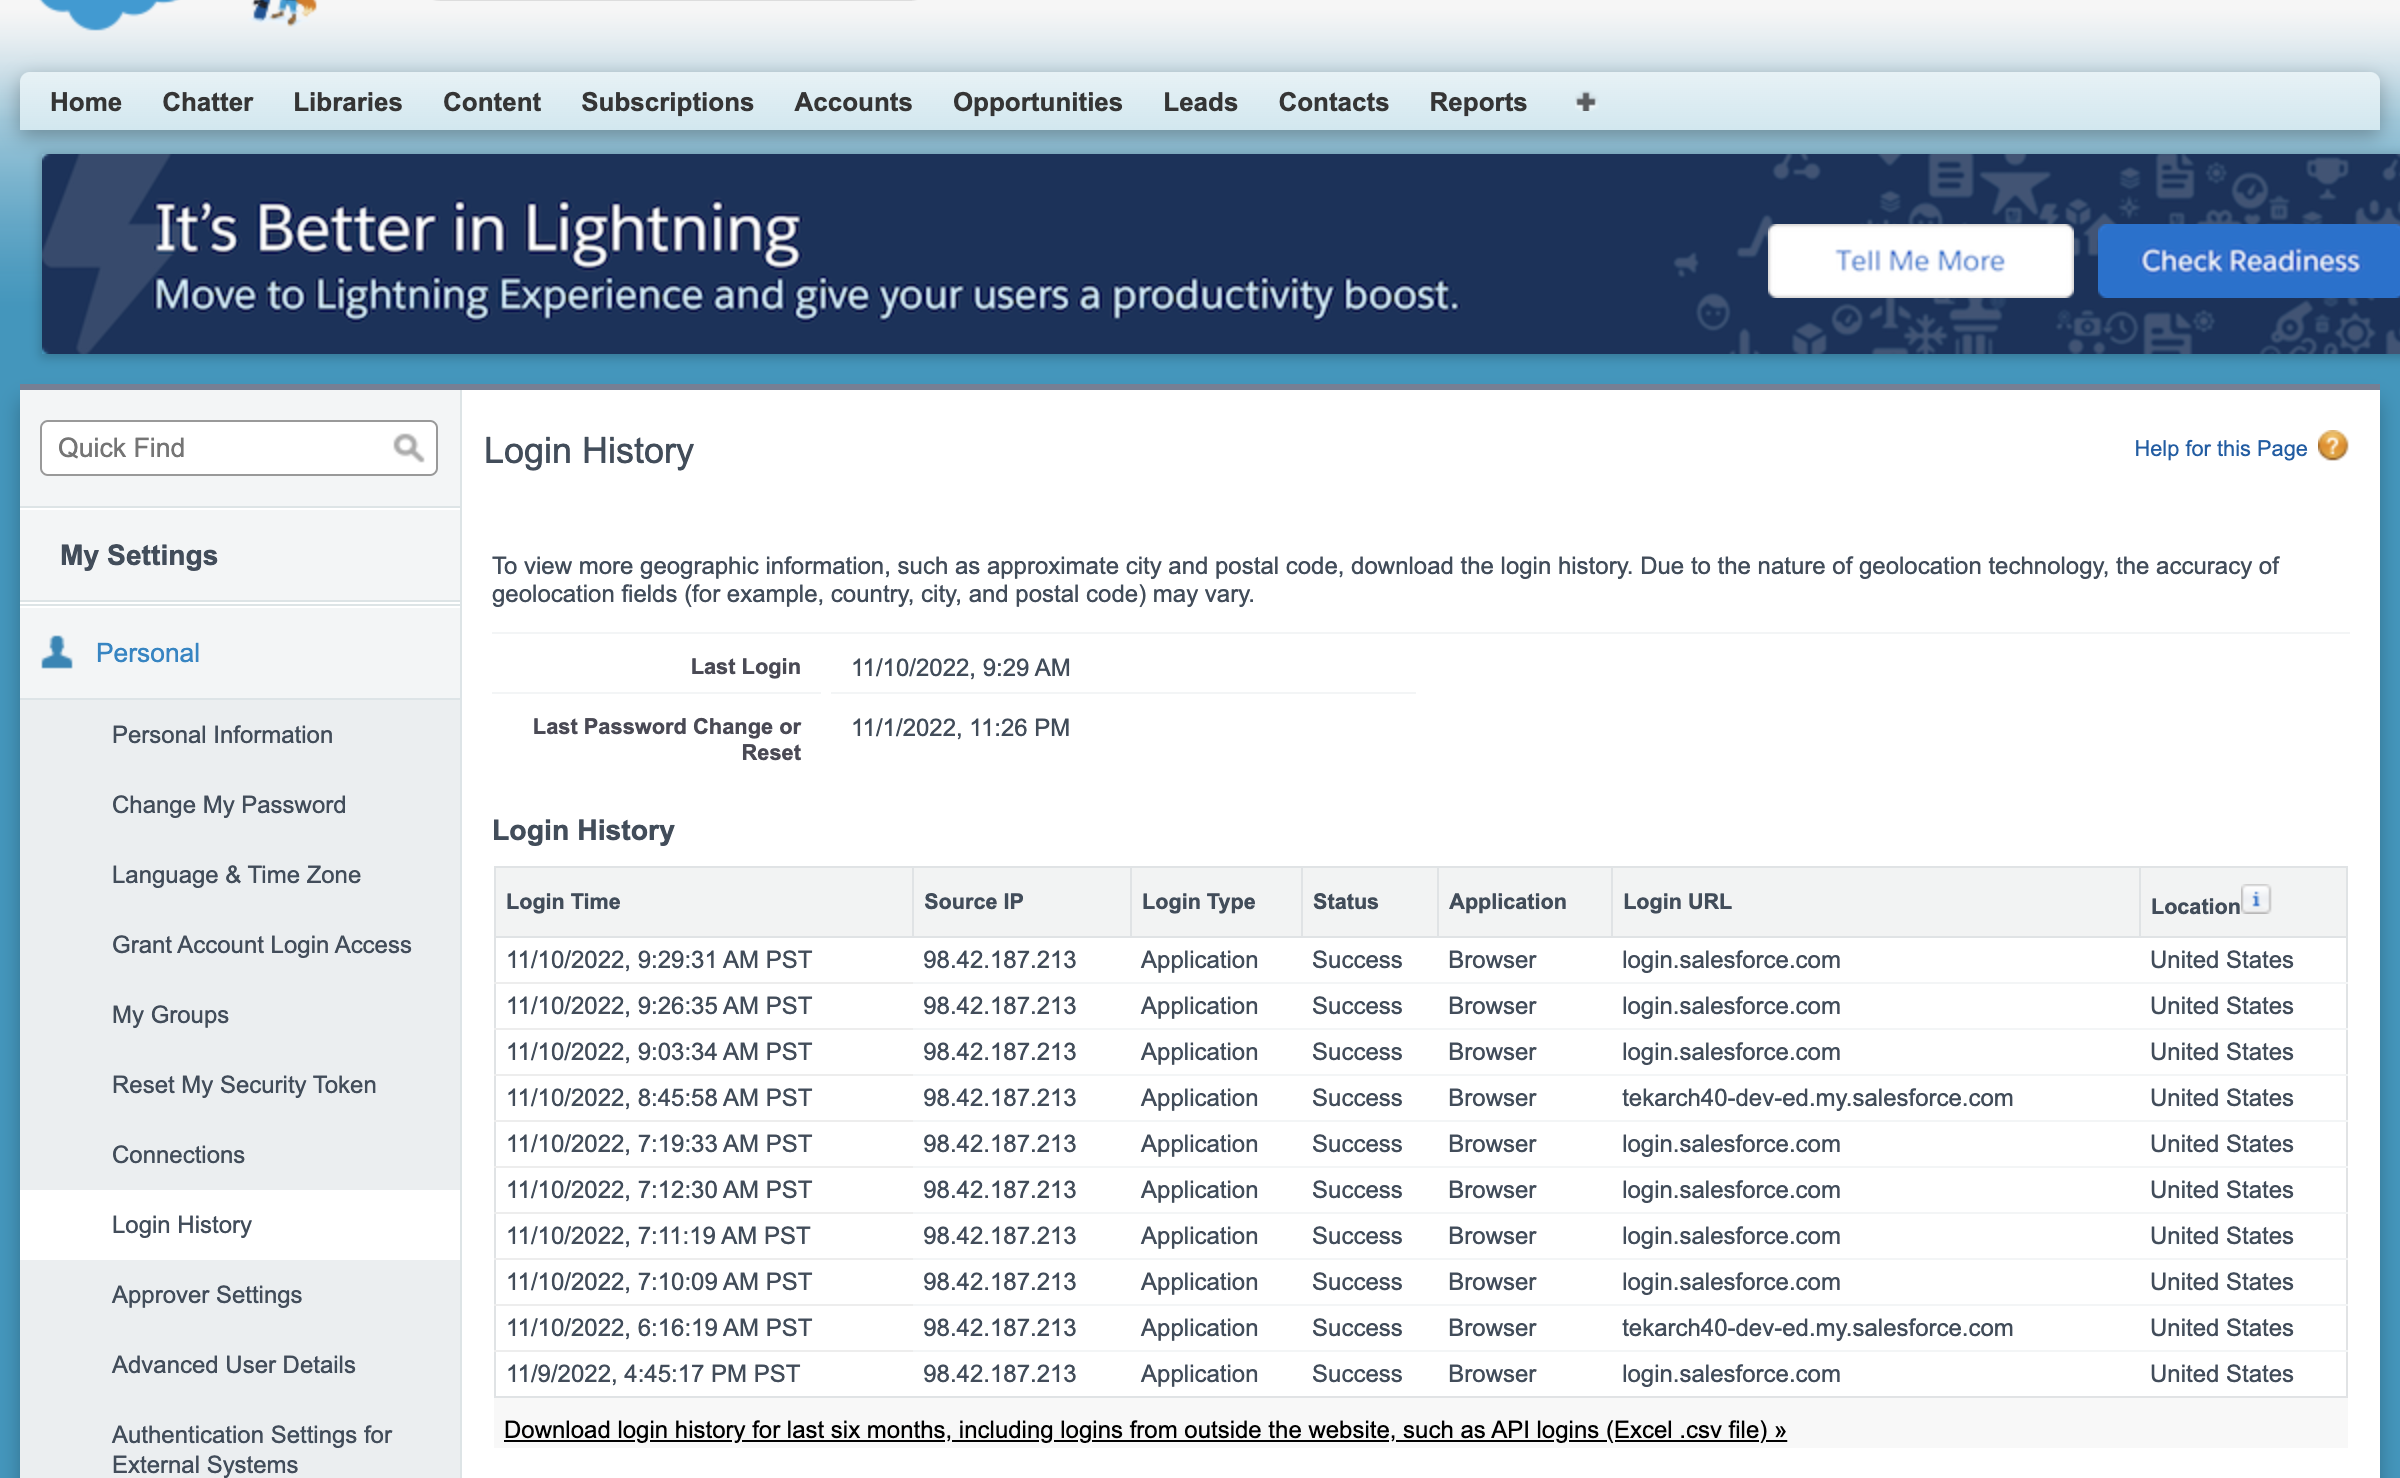 Home Chatter Libraries Content Subscriptions Accounts Opportunities Leads Contacts Reports
It's Better in Lightning
Move to Lightning Experience and give your users a productivity boost.
Tell Me More
Check Readiness
Quick Find
My Settings
Personal
Personal Information
Change My Password
Language & Time Zone
Grant Account Login Access
My Groups
Reset My Security Token
Connections
Login History
Approver Settings
Advanced User Details
Authentication Settings for
External Systems
Login History
Help for this Page ?
To view more geographic information, such as approximate city and postal code, download the login history. Due to the nature of geolocation technology, the accuracy of
geolocation fields (for example, country, city, and postal code) may vary.
Last Login 11/10/2022, 9:29 AM
Last Password Change or 11/1/2022, 11:26 PM
Reset
Login History
Login Time Source IP Login Type Status Application Login URL Location i
11/10/2022, 9:29:31 AM PST 98.42.187.213 Application Success Browser login.salesforce.com United States
11/10/2022, 9:26:35 AM PST 98.42.187.213 Application Success Browser login.salesforce.com United States
11/10/2022, 9:03:34 AM PST 98.42.187.213 Application Success Browser login.salesforce.com United States
11/10/2022, 8:45:58 AM PST 98.42.187.213 Application Success Browser tekarch40-dev-ed.my.salesforce.com United States
11/10/2022, 7:19:33 AM PST 98.42.187.213 Application Success Browser login.salesforce.com United States
11/10/2022, 7:12:30 AM PST 98.42.187.213 Application Success Browser login.salesforce.com United States
11/10/2022, 7:11:19 AM PST 98.42.187.213 Application Success Browser login.salesforce.com United States
11/10/2022, 7:10:09 AM PST 98.42.187.213 Application Success Browser login.salesforce.com United States
11/10/2022, 6:16:19 AM PST 98.42.187.213 Application Success Browser tekarch40-dev-ed.my.salesforce.com United States
11/9/2022, 4:45:17 PM PST 98.42.187.213 Application Success Browser login.salesforce.com United States
Download login history for last six months, including logins from outside the website, such as API logins (Excel .csv file) »